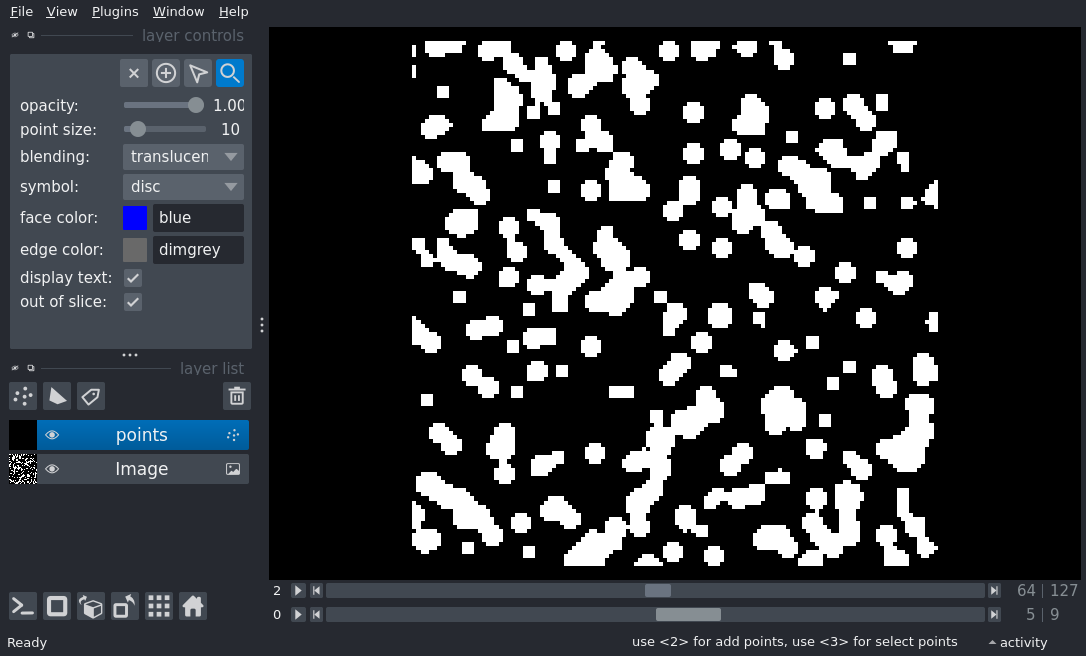 File View Plugins Window Help
layer controls
opacity: 1.00
point size: 10
blending: translucen
symbol: disc
face color: blue
edge color: dimgrey
display text:
out of slice:
layer list
points
Image
2 64 | 127
0 5 | 9
Ready use <2> for add points, use <3> for select points activity